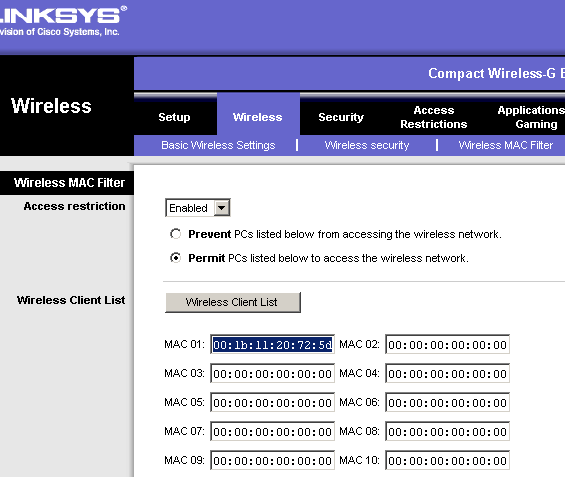 LINKSYS®
vision of Cisco Systems, Inc.
Compact Wireless-G
Wireless
Setup
Wireless
Security
Access Restrictions
Applications
Gaming
Basic Wireless Settings
Wireless security
Wireless MAC Filter
Wireless MAC Filter
Access restriction
Enabled
Prevent PCs listed below from accessing the wireless network.
Permit PCs listed below to access the wireless network.
Wireless Client List
Wireless Client List
MAC 01: 00:1b:11:20:72:5d MAC 02: 00:00:00:00:00:00
MAC 03: 00:00:00:00:00:00 MAC 04: 00:00:00:00:00:00
MAC 05: 00:00:00:00:00:00 MAC 06: 00:00:00:00:00:00
MAC 07: 00:00:00:00:00:00 MAC 08: 00:00:00:00:00:00
MAC 09: 00:00:00:00:00:00 MAC 10: 00:00:00:00:00:00